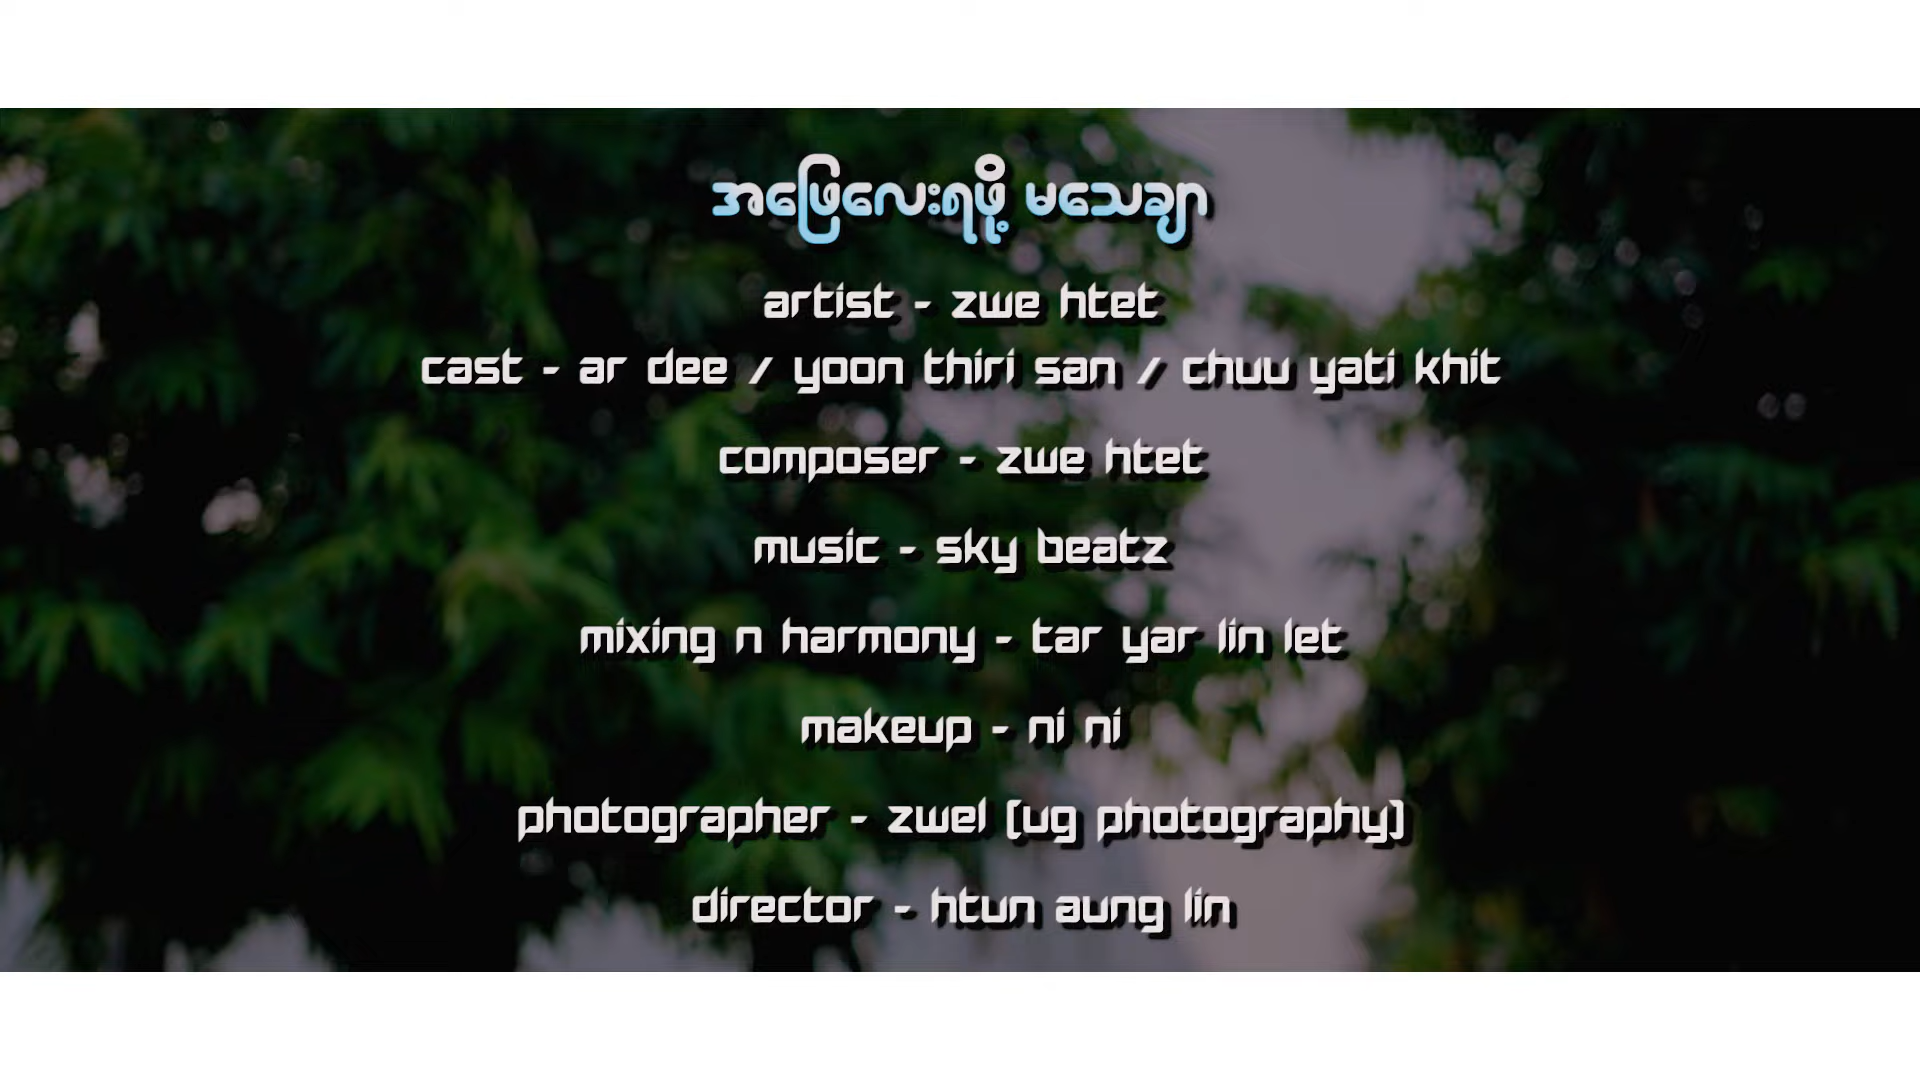 အဖြေလေးရဖို့ မသေချာ
artist - zwe htet
cast - ar dee / yoon thiri san / chuu yati khit
composer - zwe htet
music - sky beatz
mixing n harmony - tar yar lin let
makeup - ni ni
photographer - zwel (ug photography)
director - htun aung lin